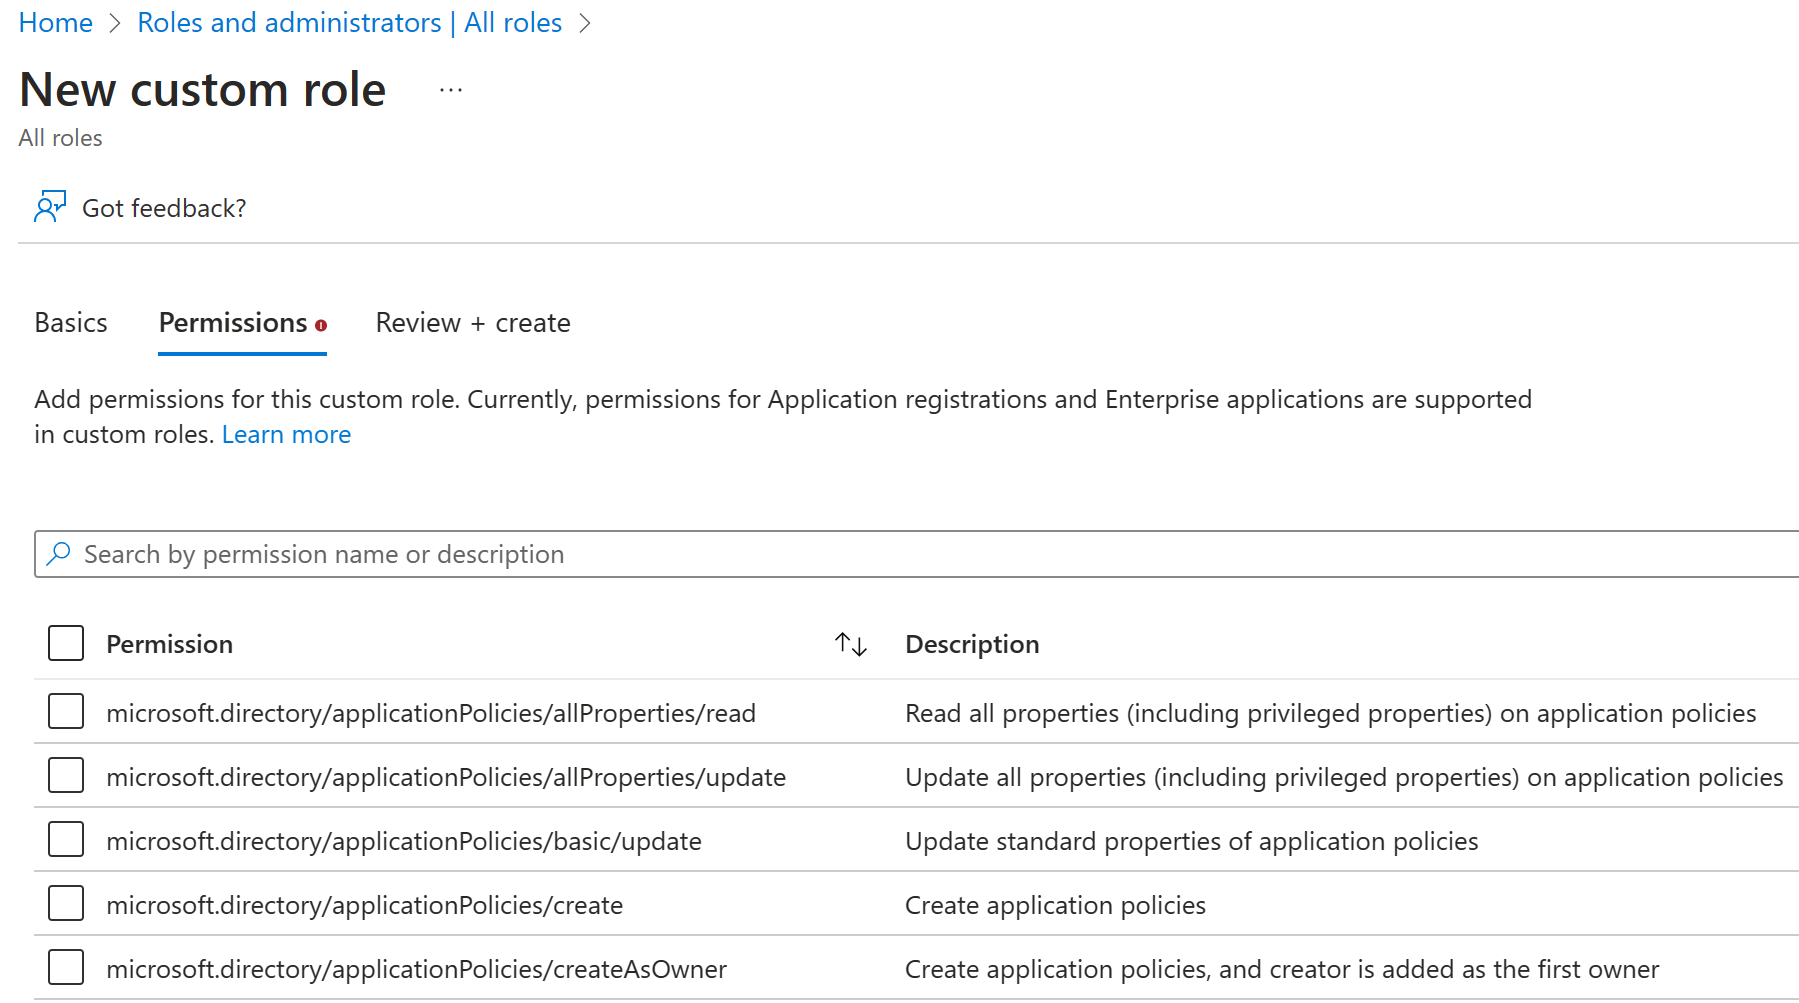 Home > Roles and administrators | All roles >
New custom role ...
All roles
Got feedback?
Basics Permissions Review + create
Add permissions for this custom role. Currently, permissions for Application registrations and Enterprise applications are supported
in custom roles. Learn more
Search by permission name or description
Permission ↑↓ Description
microsoft.directory/applicationPolicies/allProperties/read Read all properties (including privileged properties) on application policies
microsoft.directory/applicationPolicies/allProperties/update Update all properties (including privileged properties) on application policies
microsoft.directory/applicationPolicies/basic/update Update standard properties of application policies
microsoft.directory/applicationPolicies/create Create application policies
microsoft.directory/applicationPolicies/createAsOwner Create application policies, and creator is added as the first owner